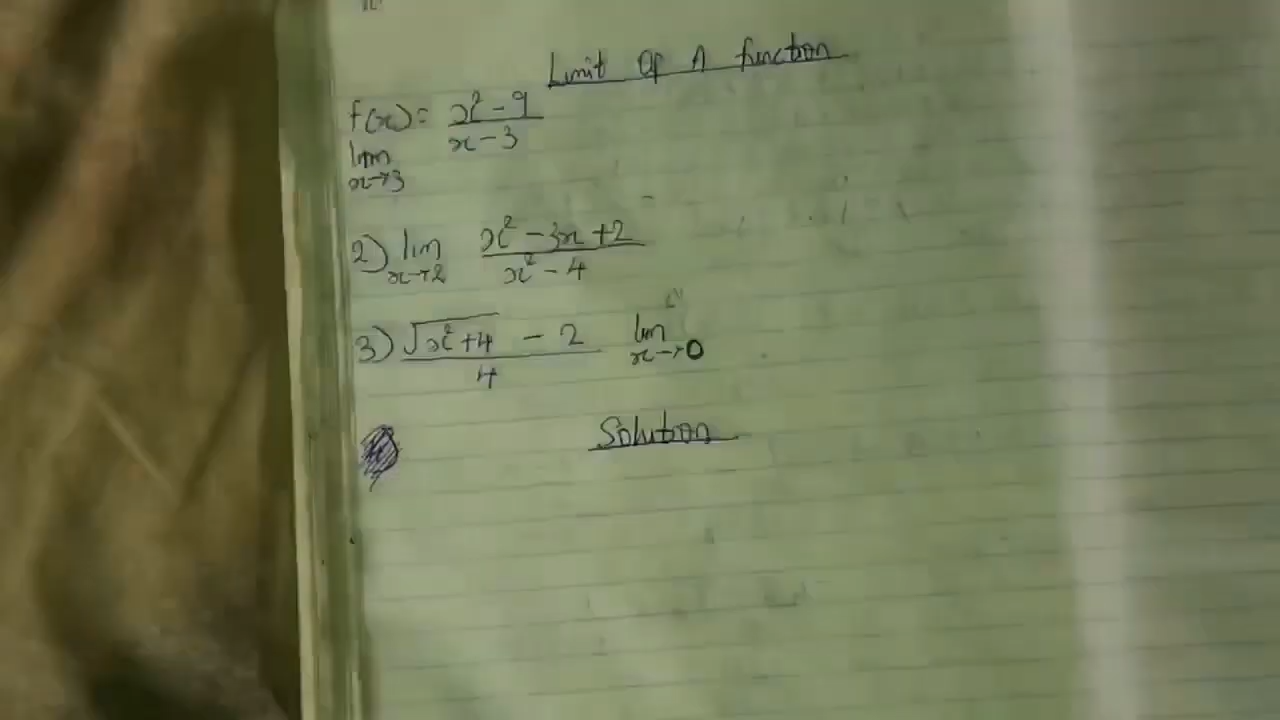 Limit Of A function
f(x) = x² - 9 / x - 3
lim x→3
2) lim x→2 x² - 3x + 2 / x² - 4
3) √x²+4 - 2 / 4 lim x→0
Solution